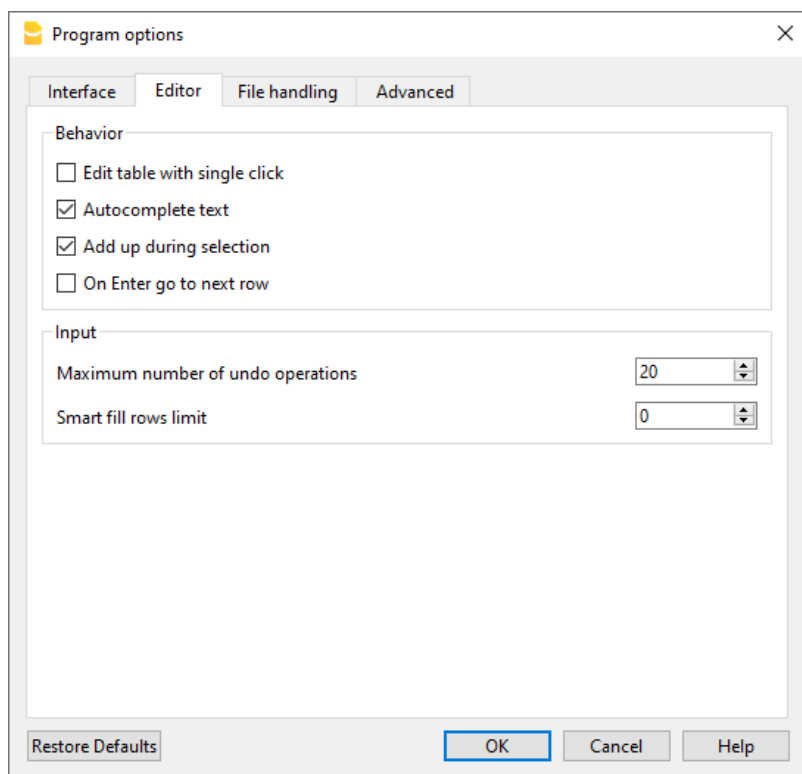 Program options
Interface Editor File handling Advanced
Behavior
Edit table with single click
Autocomplete text
Add up during selection
On Enter go to next row
Input
Maximum number of undo operations 20
Smart fill rows limit 0
Restore Defaults OK Cancel Help